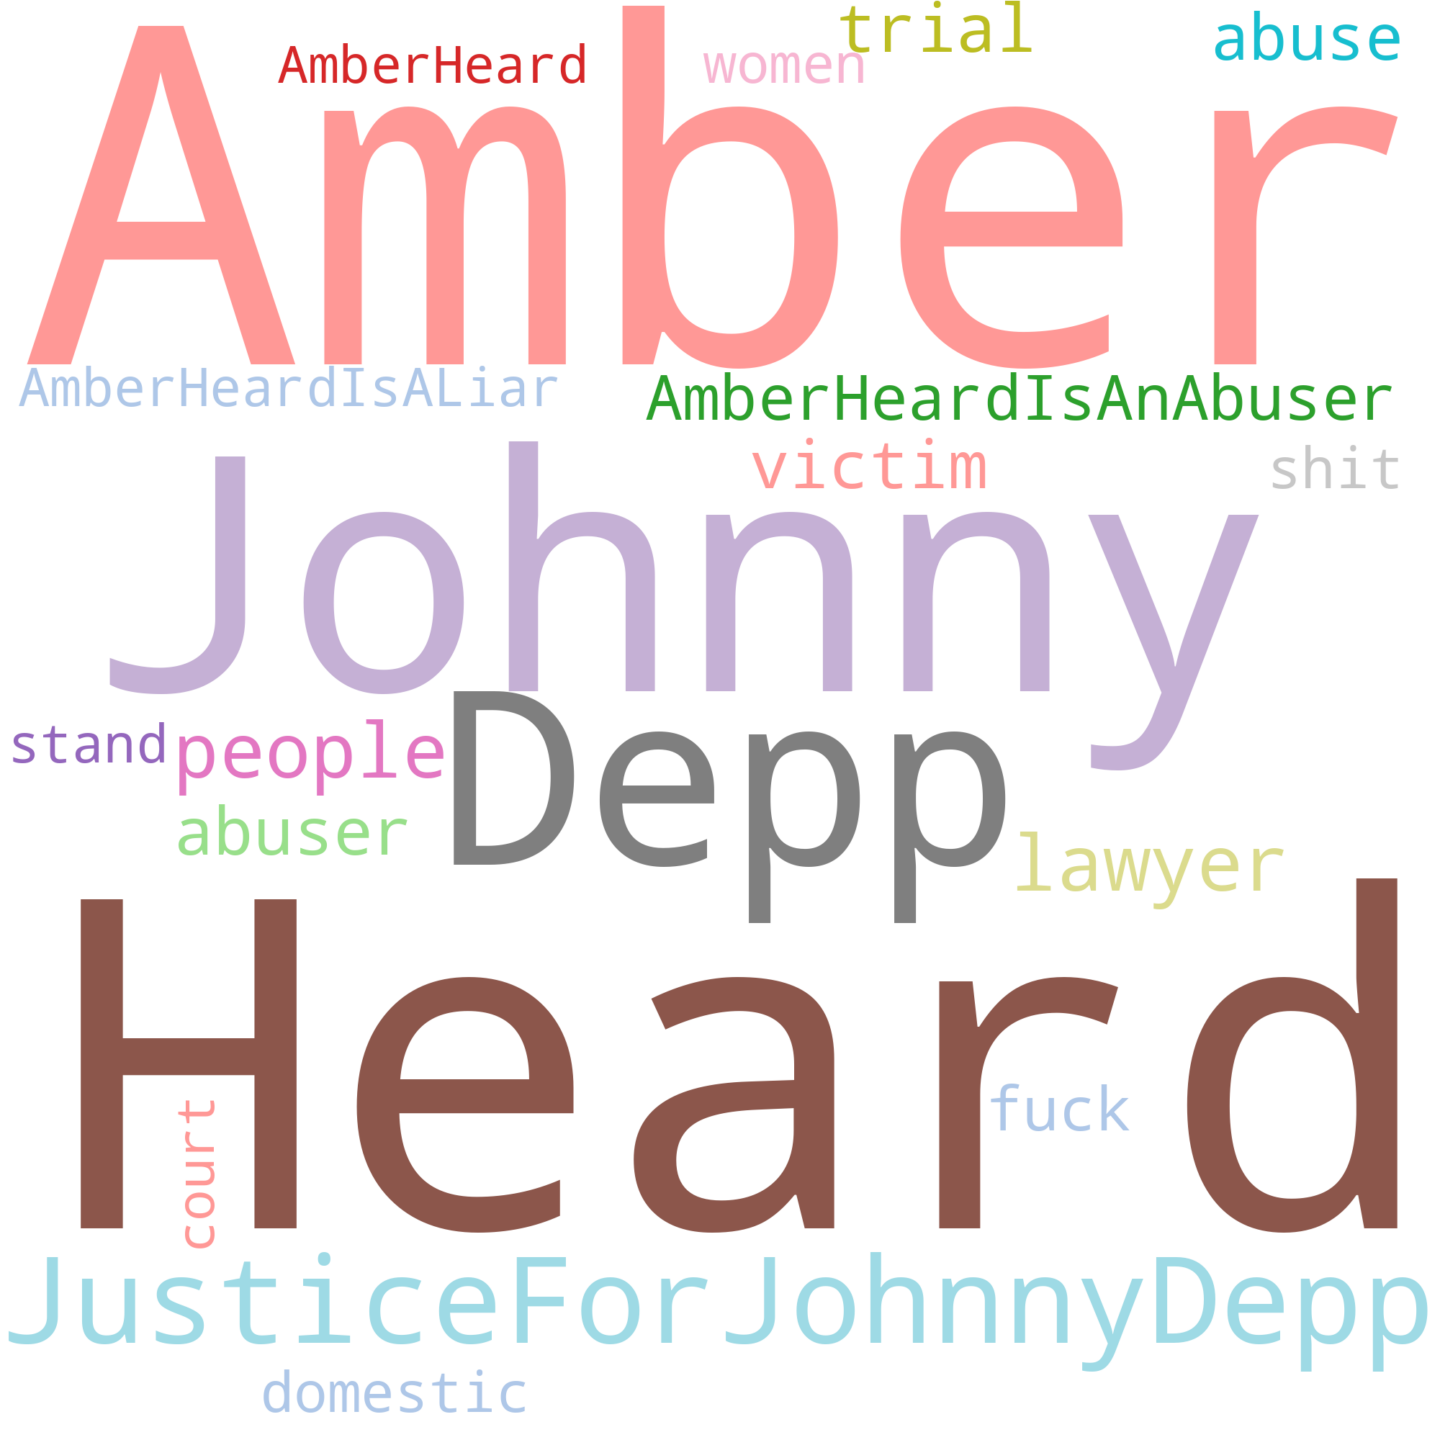 trial
abuse
AmberHeard
women
Amber
AmberHeardIsALiar
AmberHeardIsAnAbuser
victim
shit
Johnny
stand
people
Depp
abuser
lawyer
Heard
fuck
court
JusticeForJohnnyDepp
domestic